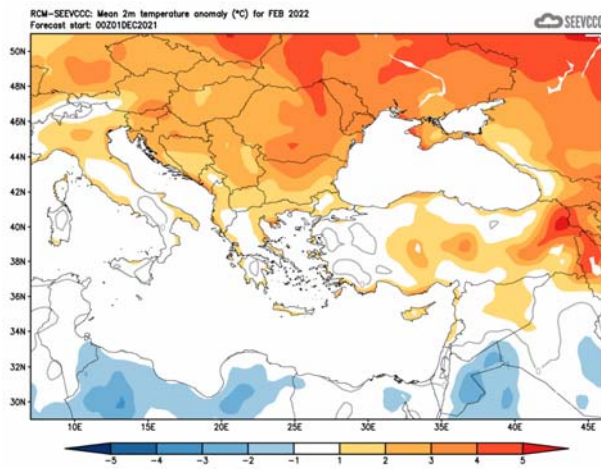 RCM-SEEVCCC: Mean 2m temperature anomaly (°C) for FEB 2022
Forecast start: 00Z01DEC2021
SEEVCCC
50N
48N
46N
44N
42N
40N
38N
36N
34N
32N
30N
10E 15E 20E 25E 30E 35E 40E 45E
-5 -4 -3 -2 -1 1 2 3 4 5